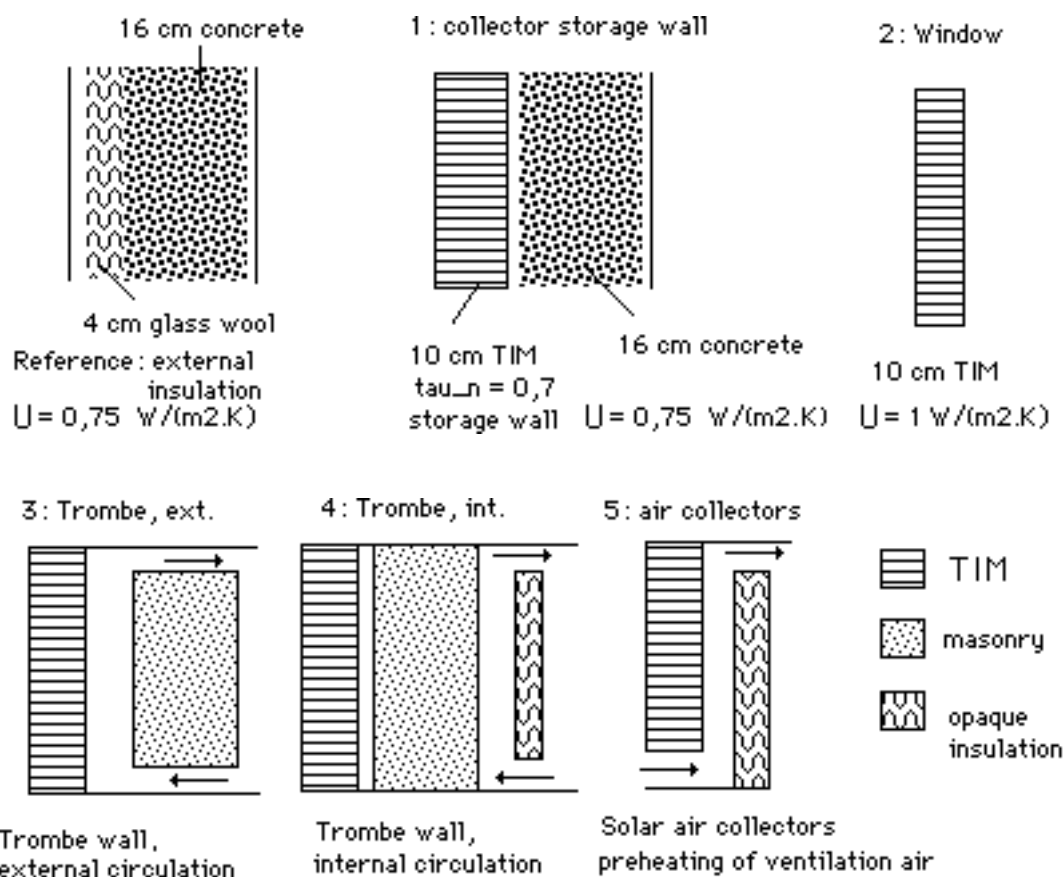 16 cm concrete
4 cm glass wool
Reference : external
insulation
U = 0,75 W/(m2.K)
1 : collector storage wall
10 cm TIM
tau_n = 0,7
storage wall
16 cm concrete
U = 0,75 W/(m2.K)
2 : Window
10 cm TIM
U = 1 W/(m2.K)
3 : Trombe, ext.
Trombe wall,
external circulation
4 : Trombe, int.
Trombe wall,
internal circulation
5 : air collectors
Solar air collectors
preheating of ventilation air
TIM
masonry
opaque
insulation